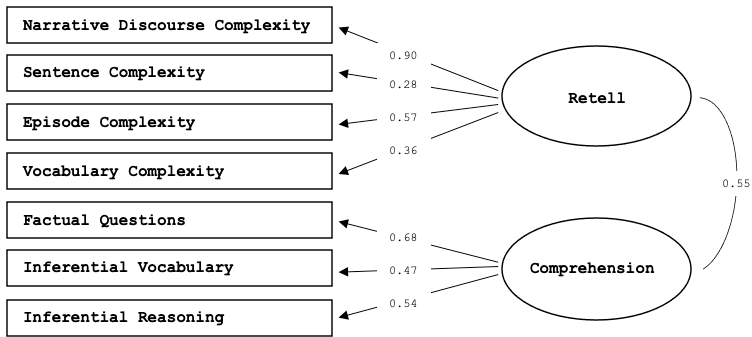 Narrative Discourse Complexity
0.90
Sentence Complexity
0.28
Retell
Episode Complexity
0.57
Vocabulary Complexity
0.36
0.55
Factual Questions
0.68
Inferential Vocabulary
0.47
Comprehension
Inferential Reasoning
0.54